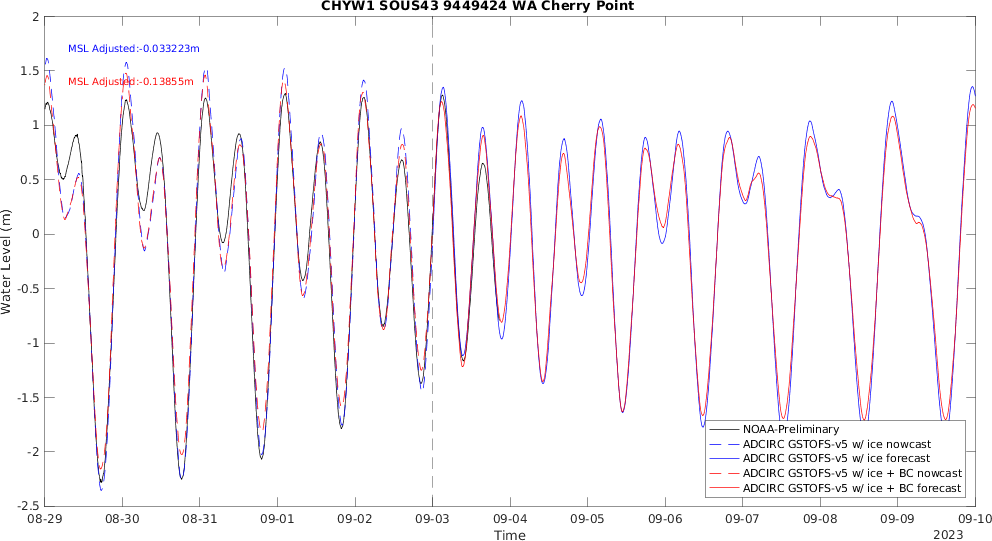 CHYW1 SOUS43 9449424 WA Cherry Point
MSL Adjusted:-0.033223m
MSL Adjusted:-0.13855m
Water Level (m)
2
1.5
1
0.5
0
-0.5
-1
-1.5
-2
-2.5
NOAA-Preliminary
ADCIRC GSTOFS-v5 w/ ice nowcast
ADCIRC GSTOFS-v5 w/ ice forecast
ADCIRC GSTOFS-v5 w/ ice + BC nowcast
ADCIRC GSTOFS-v5 w/ ice + BC forecast
08-29 08-30 08-31 09-01 09-02 09-03 09-04 09-05 09-06 09-07 09-08 09-09 09-10
Time
2023